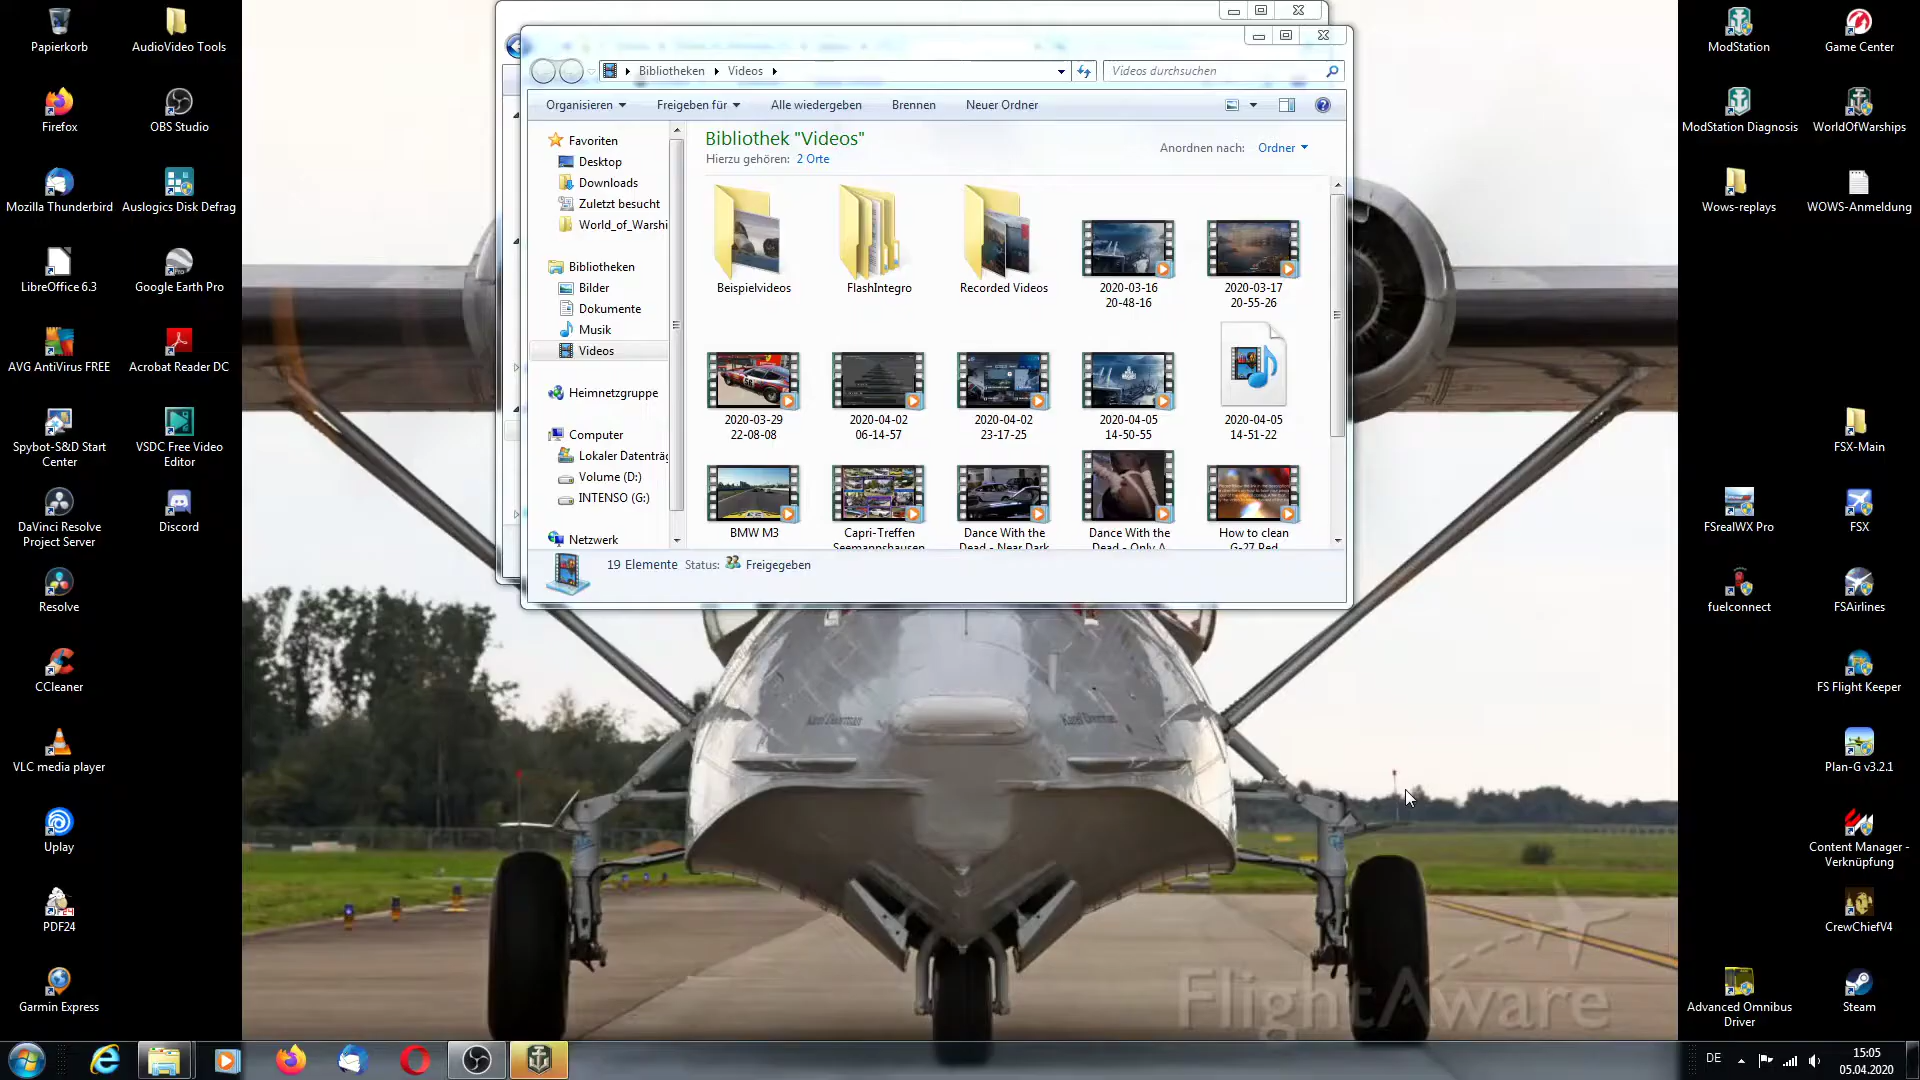 Papierkorb
AudioVideo Tools
Firefox
OBS Studio
Mozilla Thunderbird
Auslogics Disk Defrag
LibreOffice 6.3
Google Earth Pro
AVG AntiVirus FREE
Acrobat Reader DC
Spybot-S&D Start
Center
VSDC Free Video
Editor
DaVinci Resolve
Project Server
Discord
Resolve
CCleaner
VLC media player
Uplay
PDF24
Garmin Express
Bibliotheken
Videos
Videos durchsuchen
Organisieren
Freigeben für
Alle wiedergeben
Brennen
Neuer Ordner
Favoriten
Desktop
Downloads
Zuletzt besucht
World_of_Warshi
Bibliotheken
Bilder
Dokumente
Musik
Videos
Heimnetzgruppe
Computer
Lokaler Datenträg
Volume (D:)
INTENSO (G:)
Netzwerk
Bibliothek "Videos"
Hierzu gehören: 2 Orte
Anordnen nach: Ordner
Beispielvideos
FlashIntegro
Recorded Videos
2020-03-16
20-48-16
2020-03-17
20-55-26
2020-03-29
22-08-08
2020-04-02
06-14-57
2020-04-02
23-17-25
2020-04-05
14-50-55
2020-04-05
14-51-22
BMW M3
Capri-Treffen
Seemannshausen
Dance With the
Dead - Near Dark
Dance With the
Dead - Only A
How to clean
G-27 Red
19 Elemente Status: Freigegeben
Karel Doorman
Karel Doorman
FlightAware
ModStation
Game Center
ModStation Diagnosis
WorldOfWarships
Wows-replays
WOWS-Anmeldung
FSX-Main
FSrealWX Pro
FSX
fuelconnect
FSAirlines
FS Flight Keeper
Plan-G v3.2.1
Content Manager -
Verknüpfung
CrewChiefV4
Advanced Omnibus
Driver
Steam
DE
15:05
05.04.2020